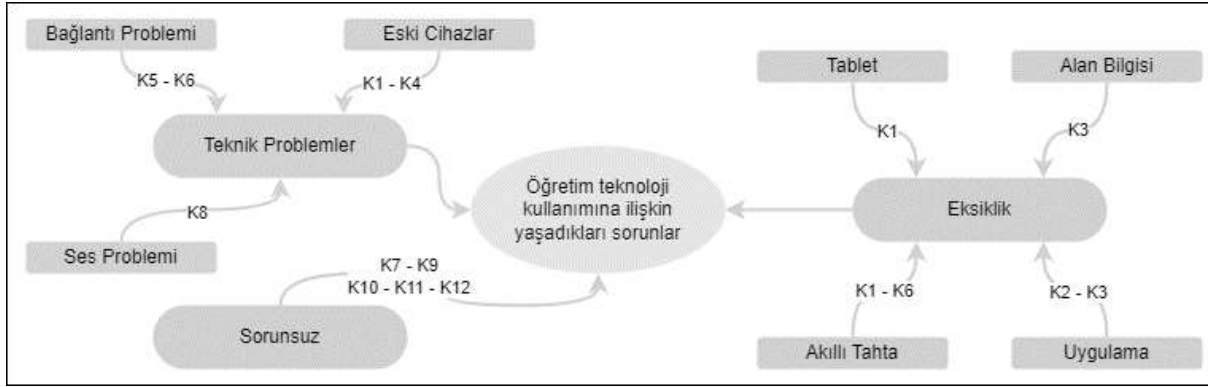 Bağlantı Problemi
Eski Cihazlar
K5 - K6
K1 - K4
Teknik Problemler
K8
Ses Problemi
K7 - K9
K10 - K11 - K12
Sorunsuz
Öğretim teknoloji
kullanımına ilişkin
yaşadıkları sorunlar
Tablet
Alan Bilgisi
K1
K3
Eksiklik
K1 - K6
K2 - K3
Akıllı Tahta
Uygulama